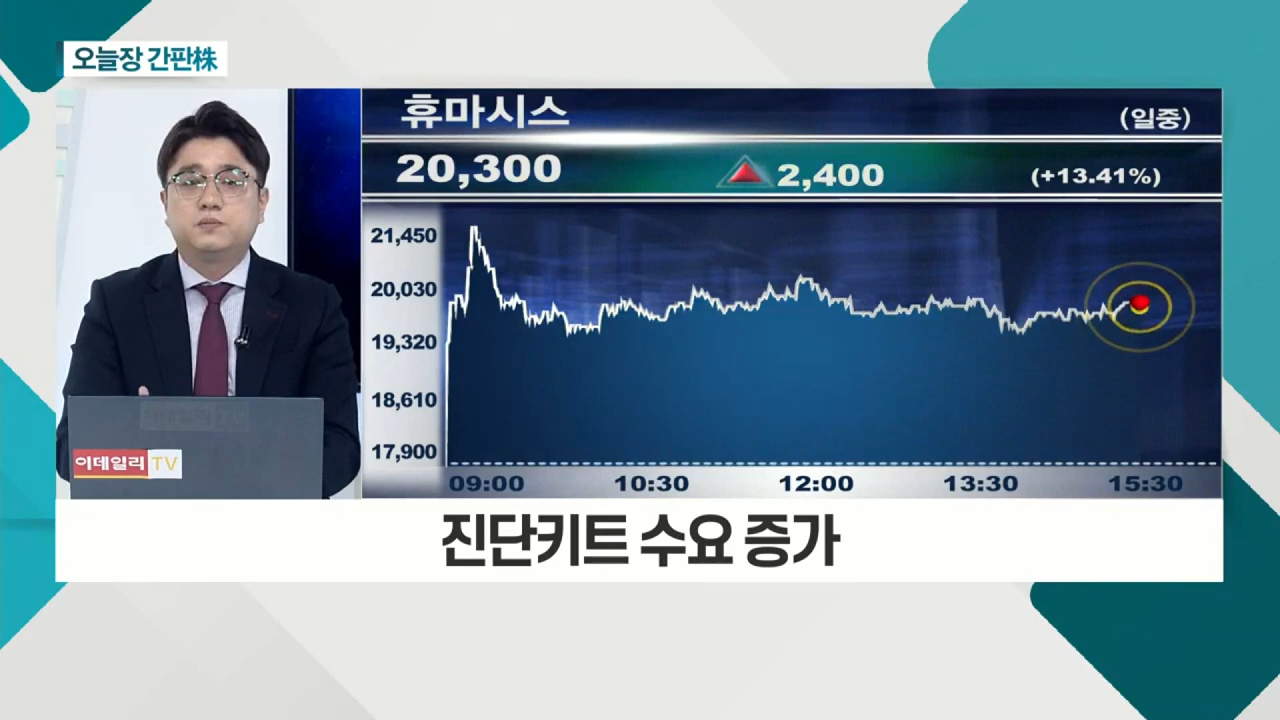 오늘장 간판株
휴마시스
(일중)
20,300
▲ 2,400
(+13.41%)
21,450
20,030
19,320
18,610
17,900
09:00
10:30
12:00
13:30
15:30
이데일리 TV
진단키트 수요 증가